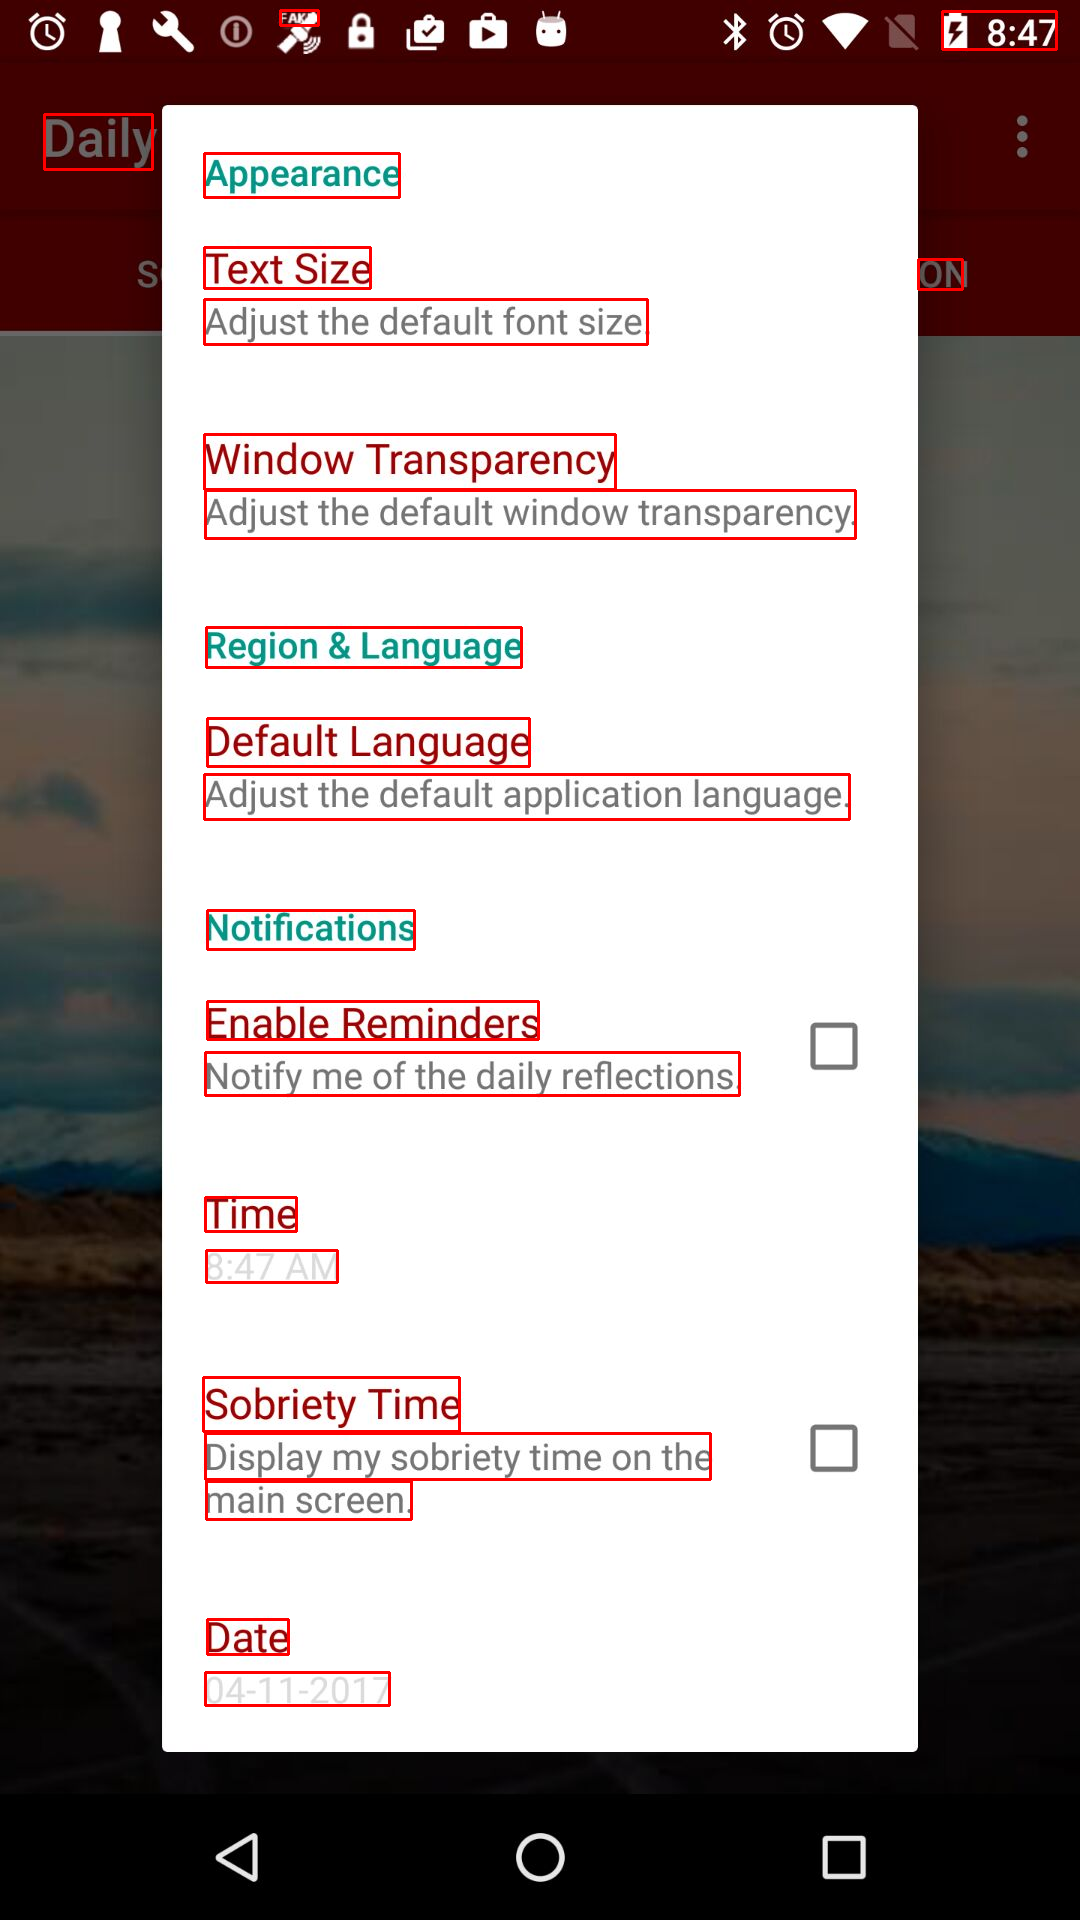 8:47
Daily
Appearance
ON
Text Size
Adjust the default font size.
Window Transparency
Adjust the default window transparency.
Region & Language
Default Language
Adjust the default application language.
Notifications
Enable Reminders
Notify me of the daily reflections.
Time
8:47 AM
Sobriety Time
Display my sobriety time on the
main screen.
Date
04-11-2017